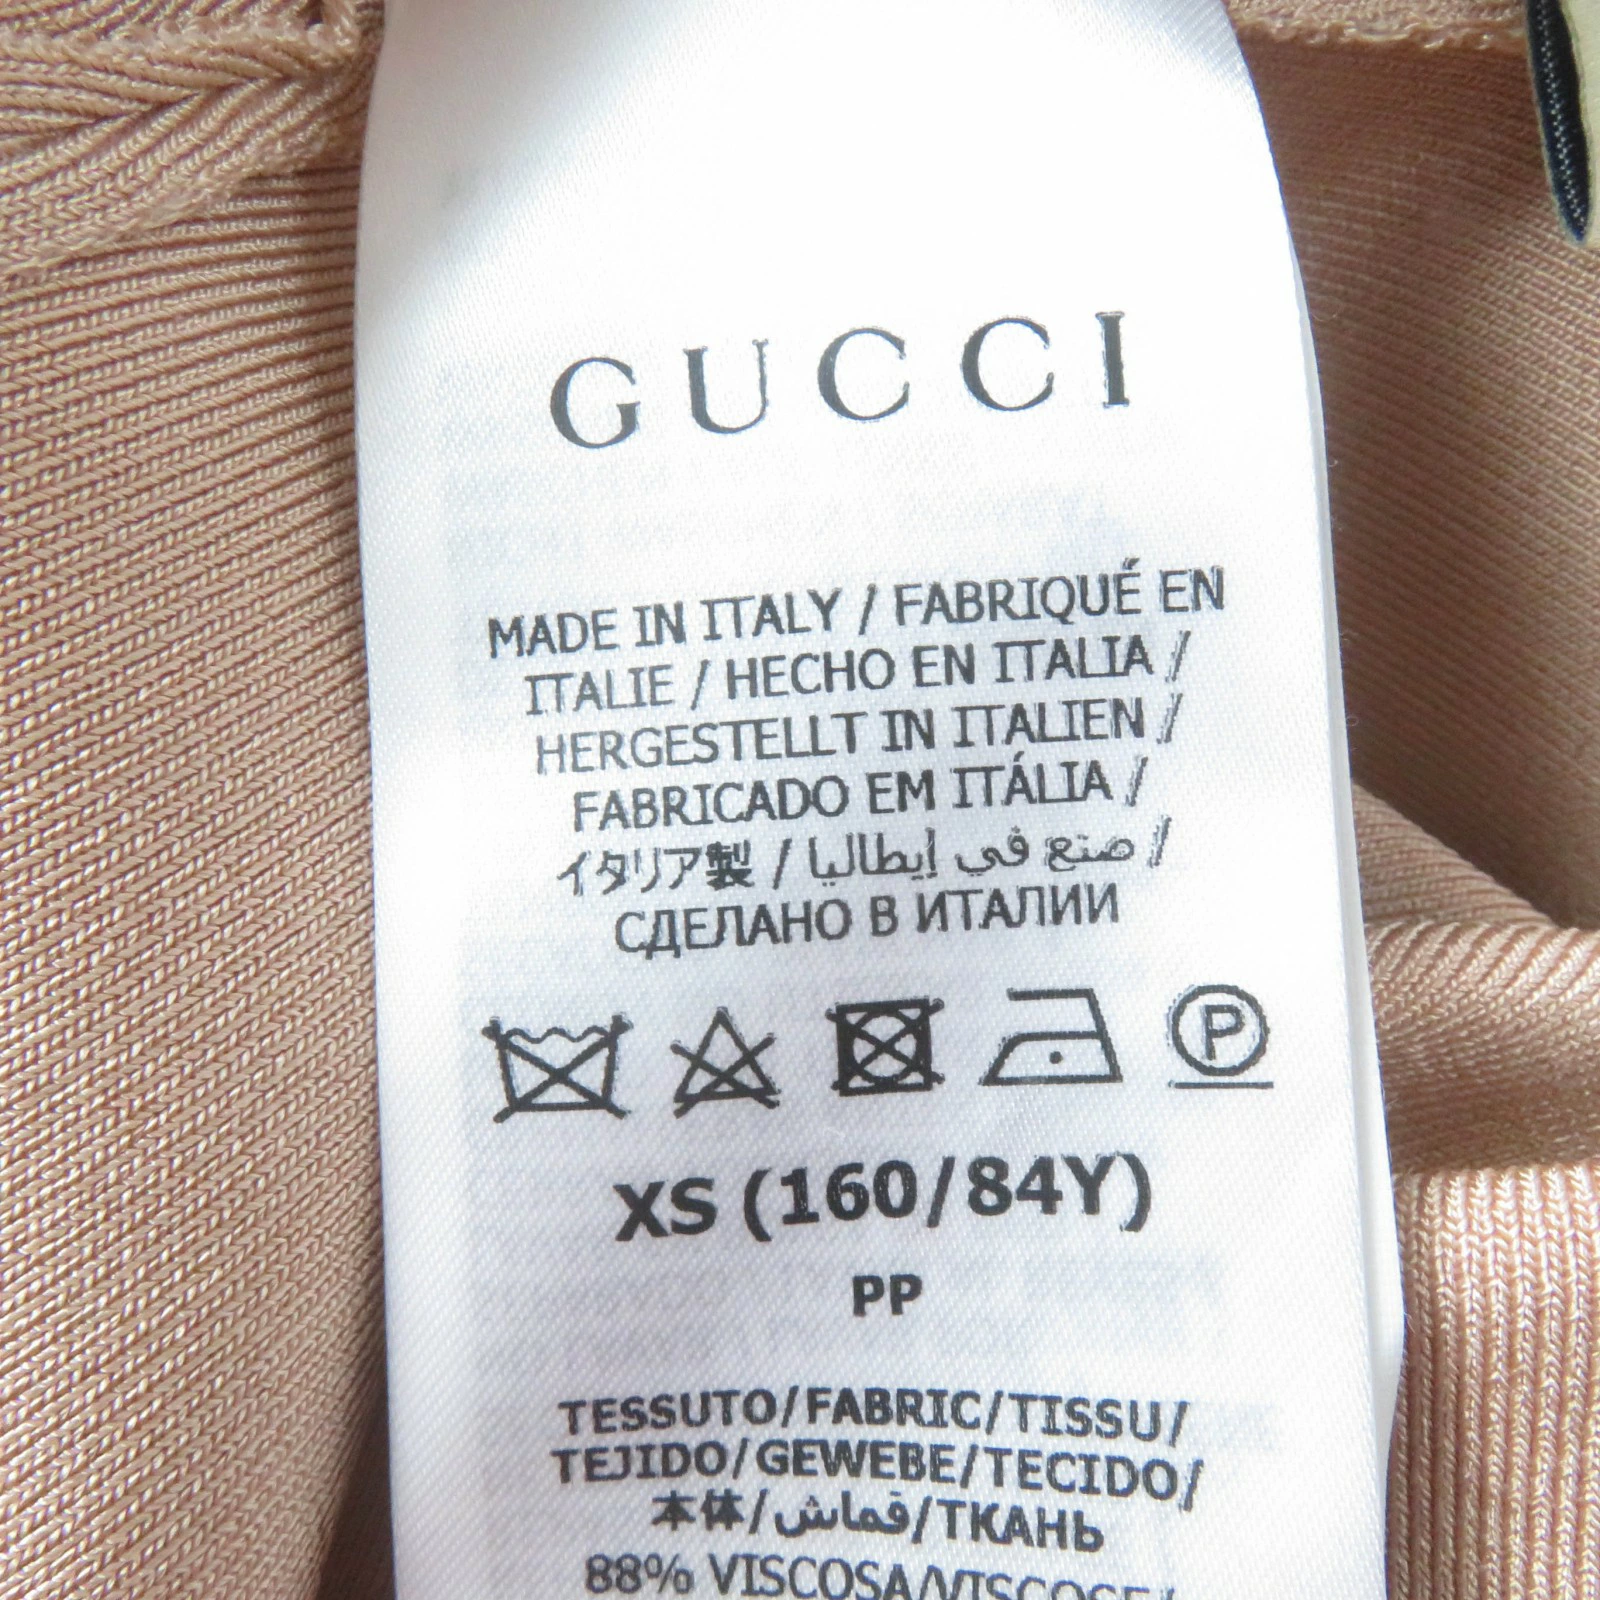 GUCCI
MADE IN ITALY / FABRIQUÉ EN
ITALIE / HECHO EN ITALIA /
HERGESTELLT IN ITALIEN /
FABRICADO EM ITÁLIA /
イタリア製 / صنع في إيطاليا /
СДЕЛАНО В ИТАЛИИ
P
XS (160/84Y)
PP
TESSUTO/FABRIC/TISSU/
TEJIDO/GEWEBE/TECIDO/
本体/قماش/ТКАНЬ
88% VISCOSA/VISCOSE/